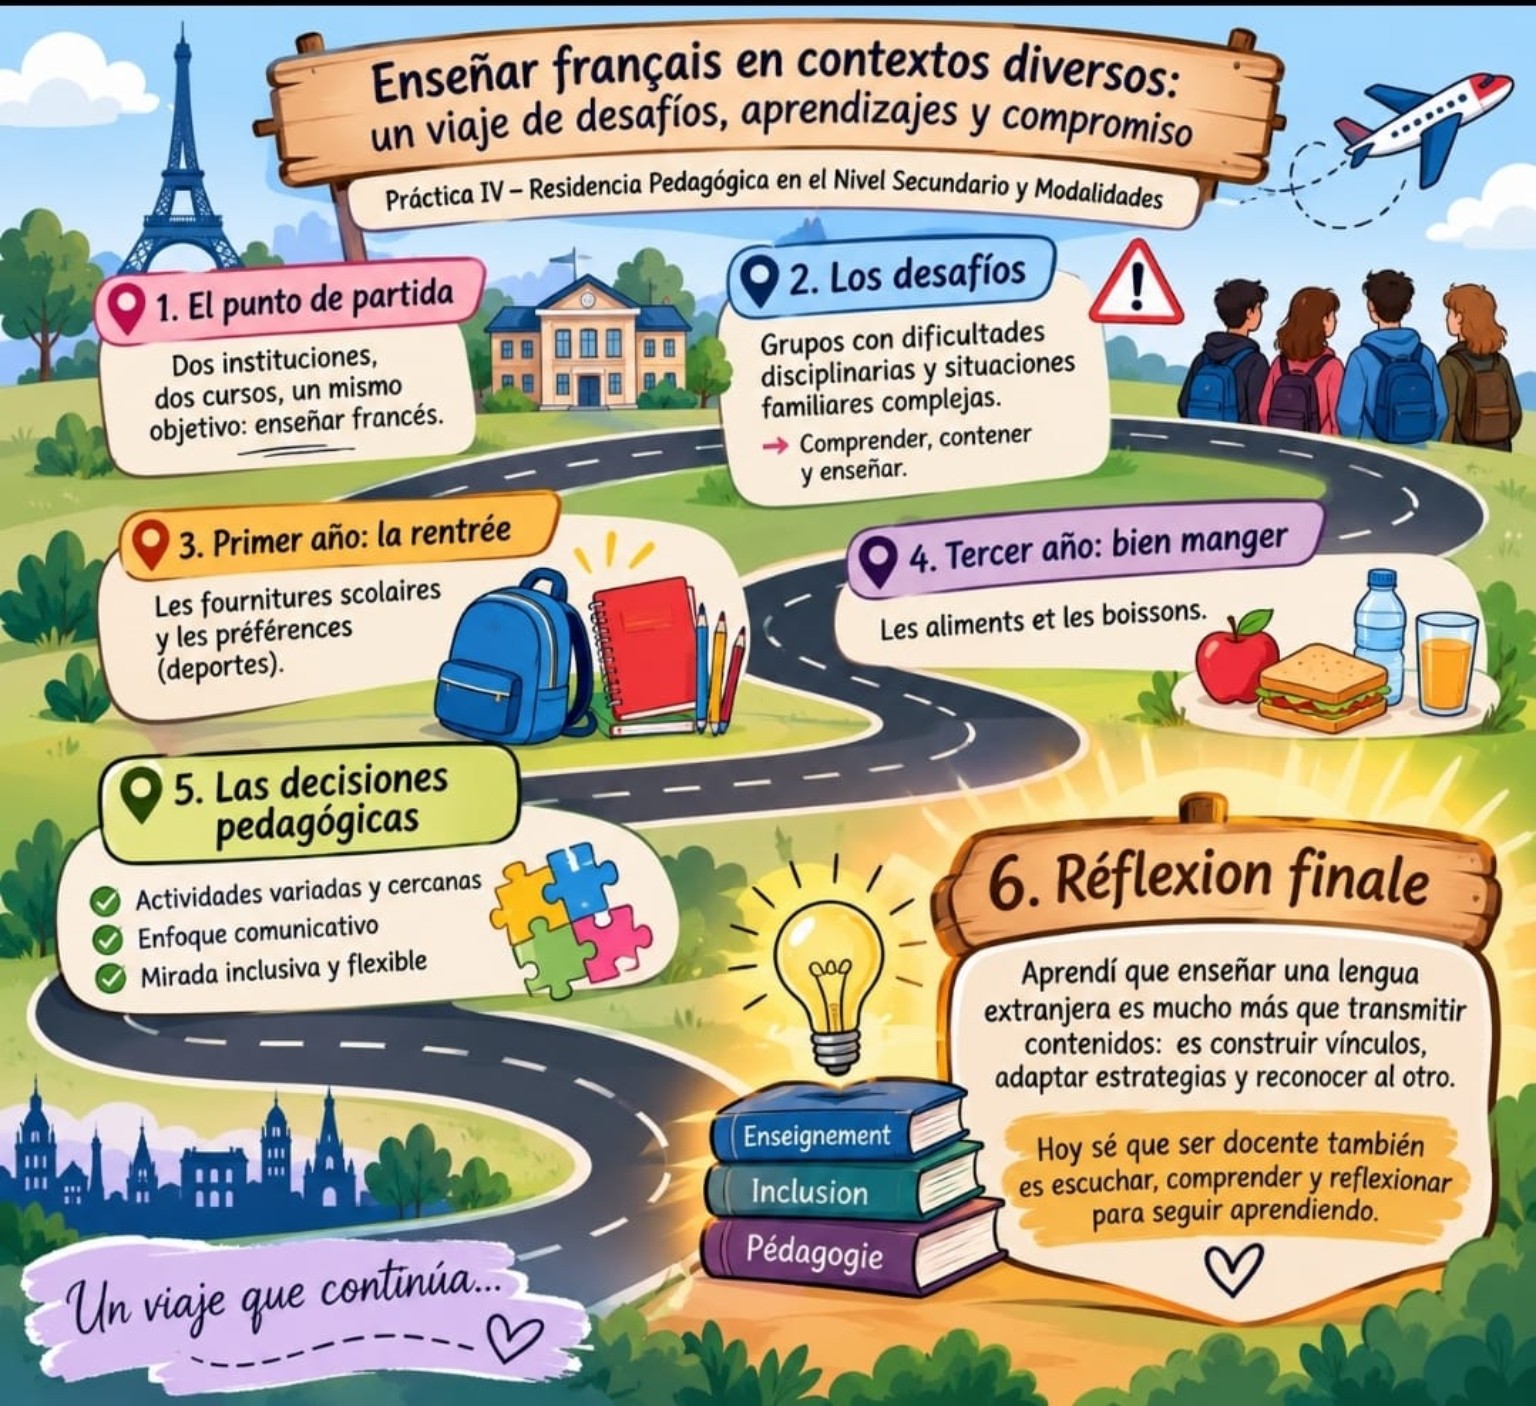 Enseñar français en contextos diversos:
un viaje de desafíos, aprendizajes y compromiso
Práctica IV – Residencia Pedagógica en el Nivel Secundario y Modalidades
1. El punto de partida
Dos instituciones,
dos cursos, un mismo
objetivo: enseñar francés.
2. Los desafíos
Grupos con dificultades
disciplinarias y situaciones
familiares complejas.
→ Comprender, contener
y enseñar.
!
3. Primer año: la rentrée
Les fournitures scolaires
y les préférences
(deportes).
4. Tercer año: bien manger
Les aliments et les boissons.
5. Las decisiones
pedagógicas
Actividades variadas y cercanas
Enfoque comunicativo
Mirada inclusiva y flexible
6. Réflexion finale
Aprendí que enseñar una lengua
extranjera es mucho más que transmitir
contenidos: es construir vínculos,
adaptar estrategias y reconocer al otro.
Hoy sé que ser docente también
es escuchar, comprender y reflexionar
para seguir aprendiendo.
Enseignement
Inclusion
Pédagogie
Un viaje que continúa...